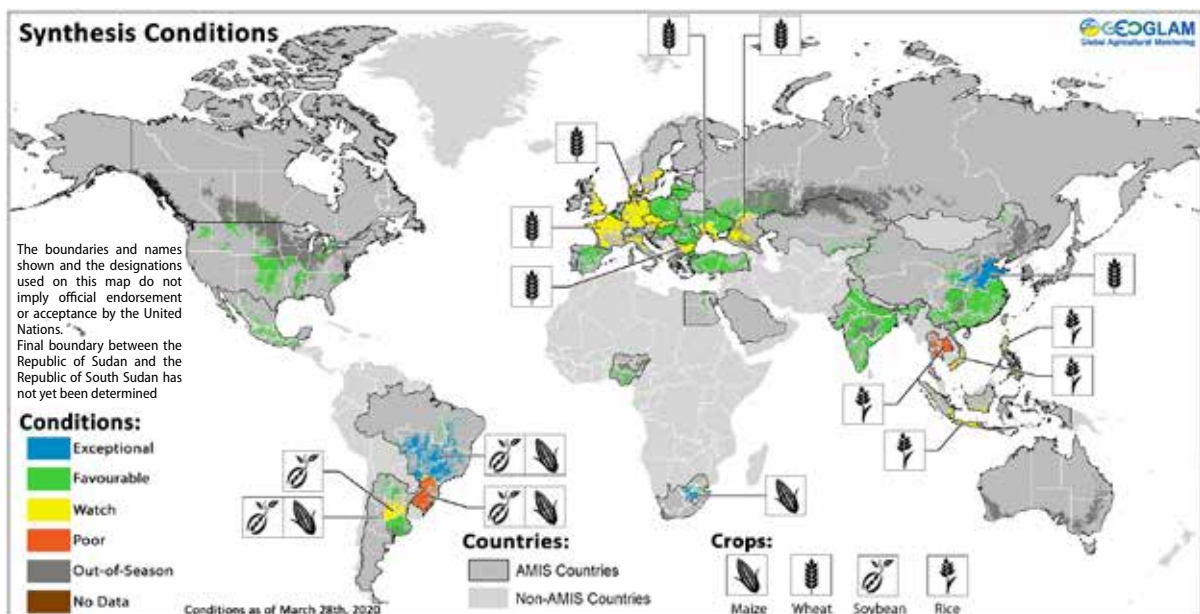 Synthesis Conditions
GEOGLAM
Global Agricultural Monitoring
The boundaries and names
shown and the designations
used on this map do not
imply official endorsement
or acceptance by the United
Nations.
Final boundary between the
Republic of Sudan and the
Republic of South Sudan has
not yet been determined
Conditions:
Exceptional
Favourable
Watch
Poor
Out-of-Season
No Data
Conditions as of March 28th, 2020
Countries:
AMIS Countries
Non-AMIS Countries
Crops:
Maize Wheat Soybean Rice